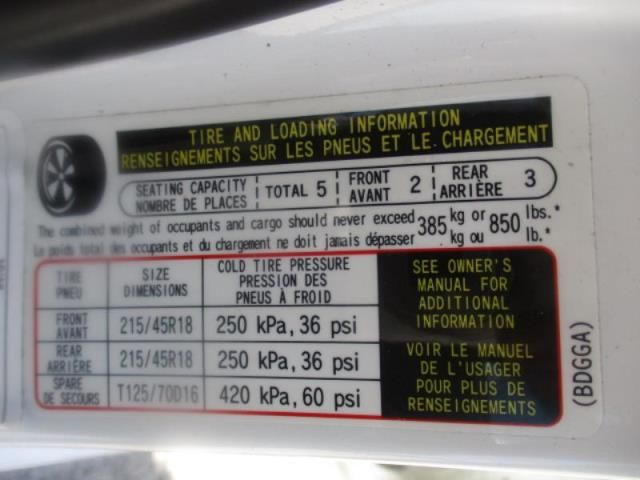 TIRE AND LOADING INFORMATION
RENSEIGNEMENTS SUR LES PNEUS ET LE CHARGEMENT
SEATING CAPACITY
NOMBRE DE PLACES
TOTAL 5
FRONT
AVANT 2
REAR
ARRIÈRE 3
The combined weight of occupants and cargo should never exceed 385 kg or 850 lbs.*
Le poids total des occupants et du chargement ne doit jamais dépasser kg ou lb.*
TIRE
PNEU
SIZE
DIMENSIONS
COLD TIRE PRESSURE
PRESSION DES
PNEUS À FROID
FRONT
AVANT
215/45R18
250 kPa, 36 psi
REAR
ARRIÈRE
215/45R18
250 kPa, 36 psi
SPARE
DE SECOURS
T125/70D16
420 kPa, 60 psi
SEE OWNER'S
MANUAL FOR
ADDITIONAL
INFORMATION
VOIR LE MANUEL
DE L'USAGER
POUR PLUS DE
RENSEIGNEMENTS
(BDGGA)